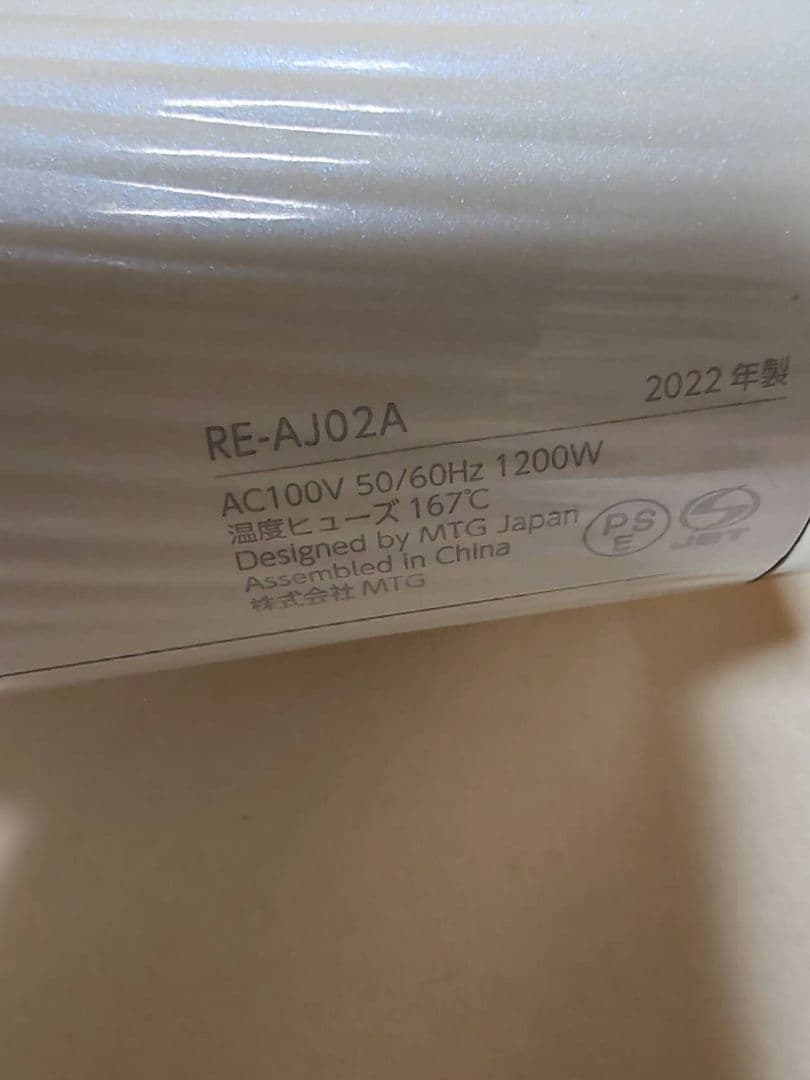 RE-AJ02A 2022年製
AC100V 50/60Hz 1200W
温度ヒューズ 167℃
Designed by MTG Japan
Assembled in China
株式会社 MTG
PS
E
JET